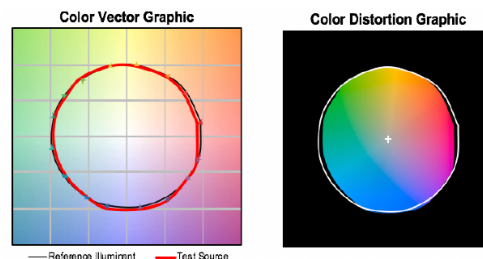 Color Vector Graphic
Color Distortion Graphic
Reference Illuminant
Test Source